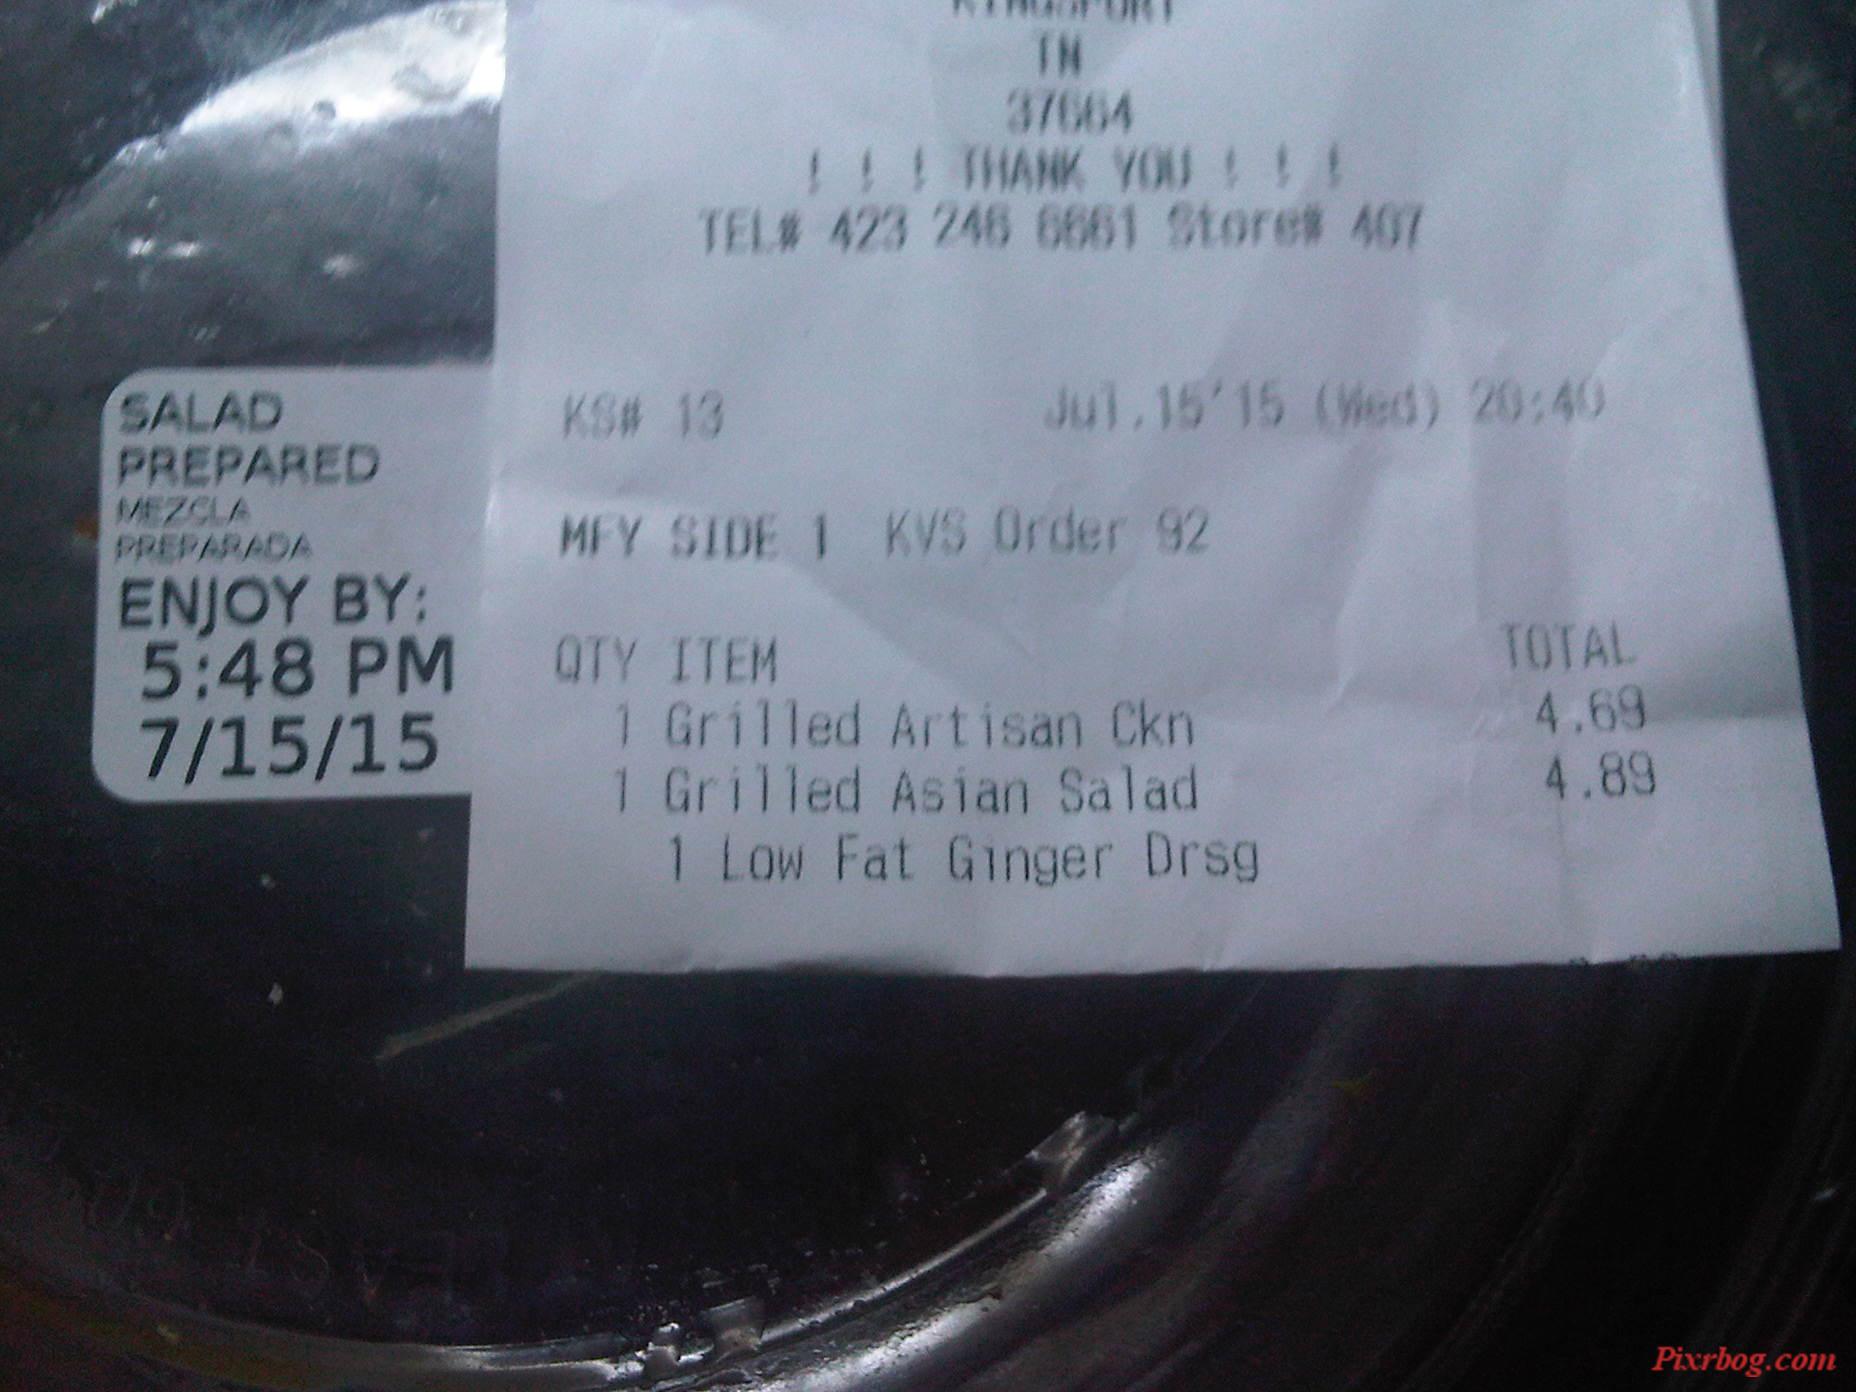 KINGSPORT
TN
37664
! ! ! THANK YOU ! ! !
TEL# 423 246 6661 Store# 407
KS# 13 Jul.15'15 (Wed) 20:40
MFY SIDE 1 KVS Order 92
QTY ITEM TOTAL
1 Grilled Artisan Ckn 4.69
1 Grilled Asian Salad 4.89
1 Low Fat Ginger Drsg
SALAD
PREPARED
MEZCLA
PREPARADA
ENJOY BY:
5:48 PM
7/15/15
Pixrbog.com